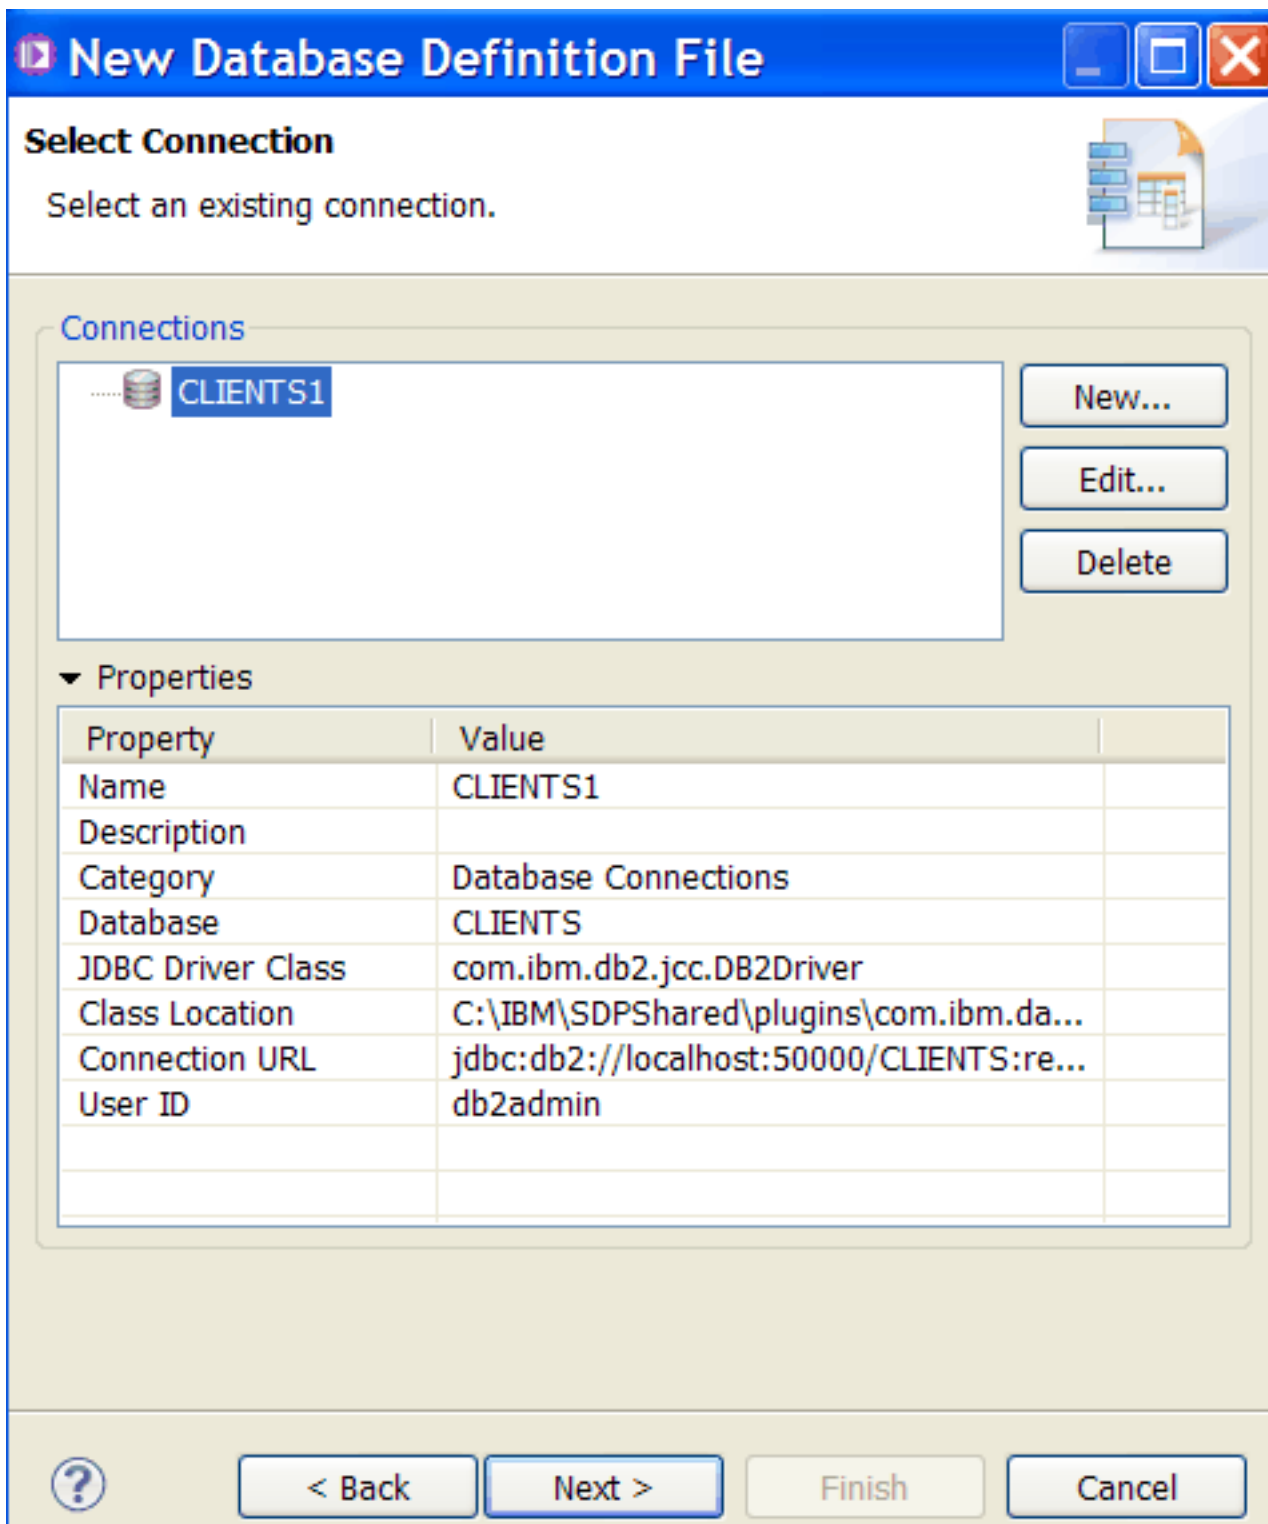 New Database Definition File
Select Connection
Select an existing connection.
Connections
CLIENTS1
New...
Edit...
Delete
Properties
Property Value
Name CLIENTS1
Description
Category Database Connections
Database CLIENTS
JDBC Driver Class com.ibm.db2.jcc.DB2Driver
Class Location C:\IBM\SDPShared\plugins\com.ibm.da...
Connection URL jdbc:db2://localhost:50000/CLIENTS:re...
User ID db2admin
? < Back Next > Finish Cancel